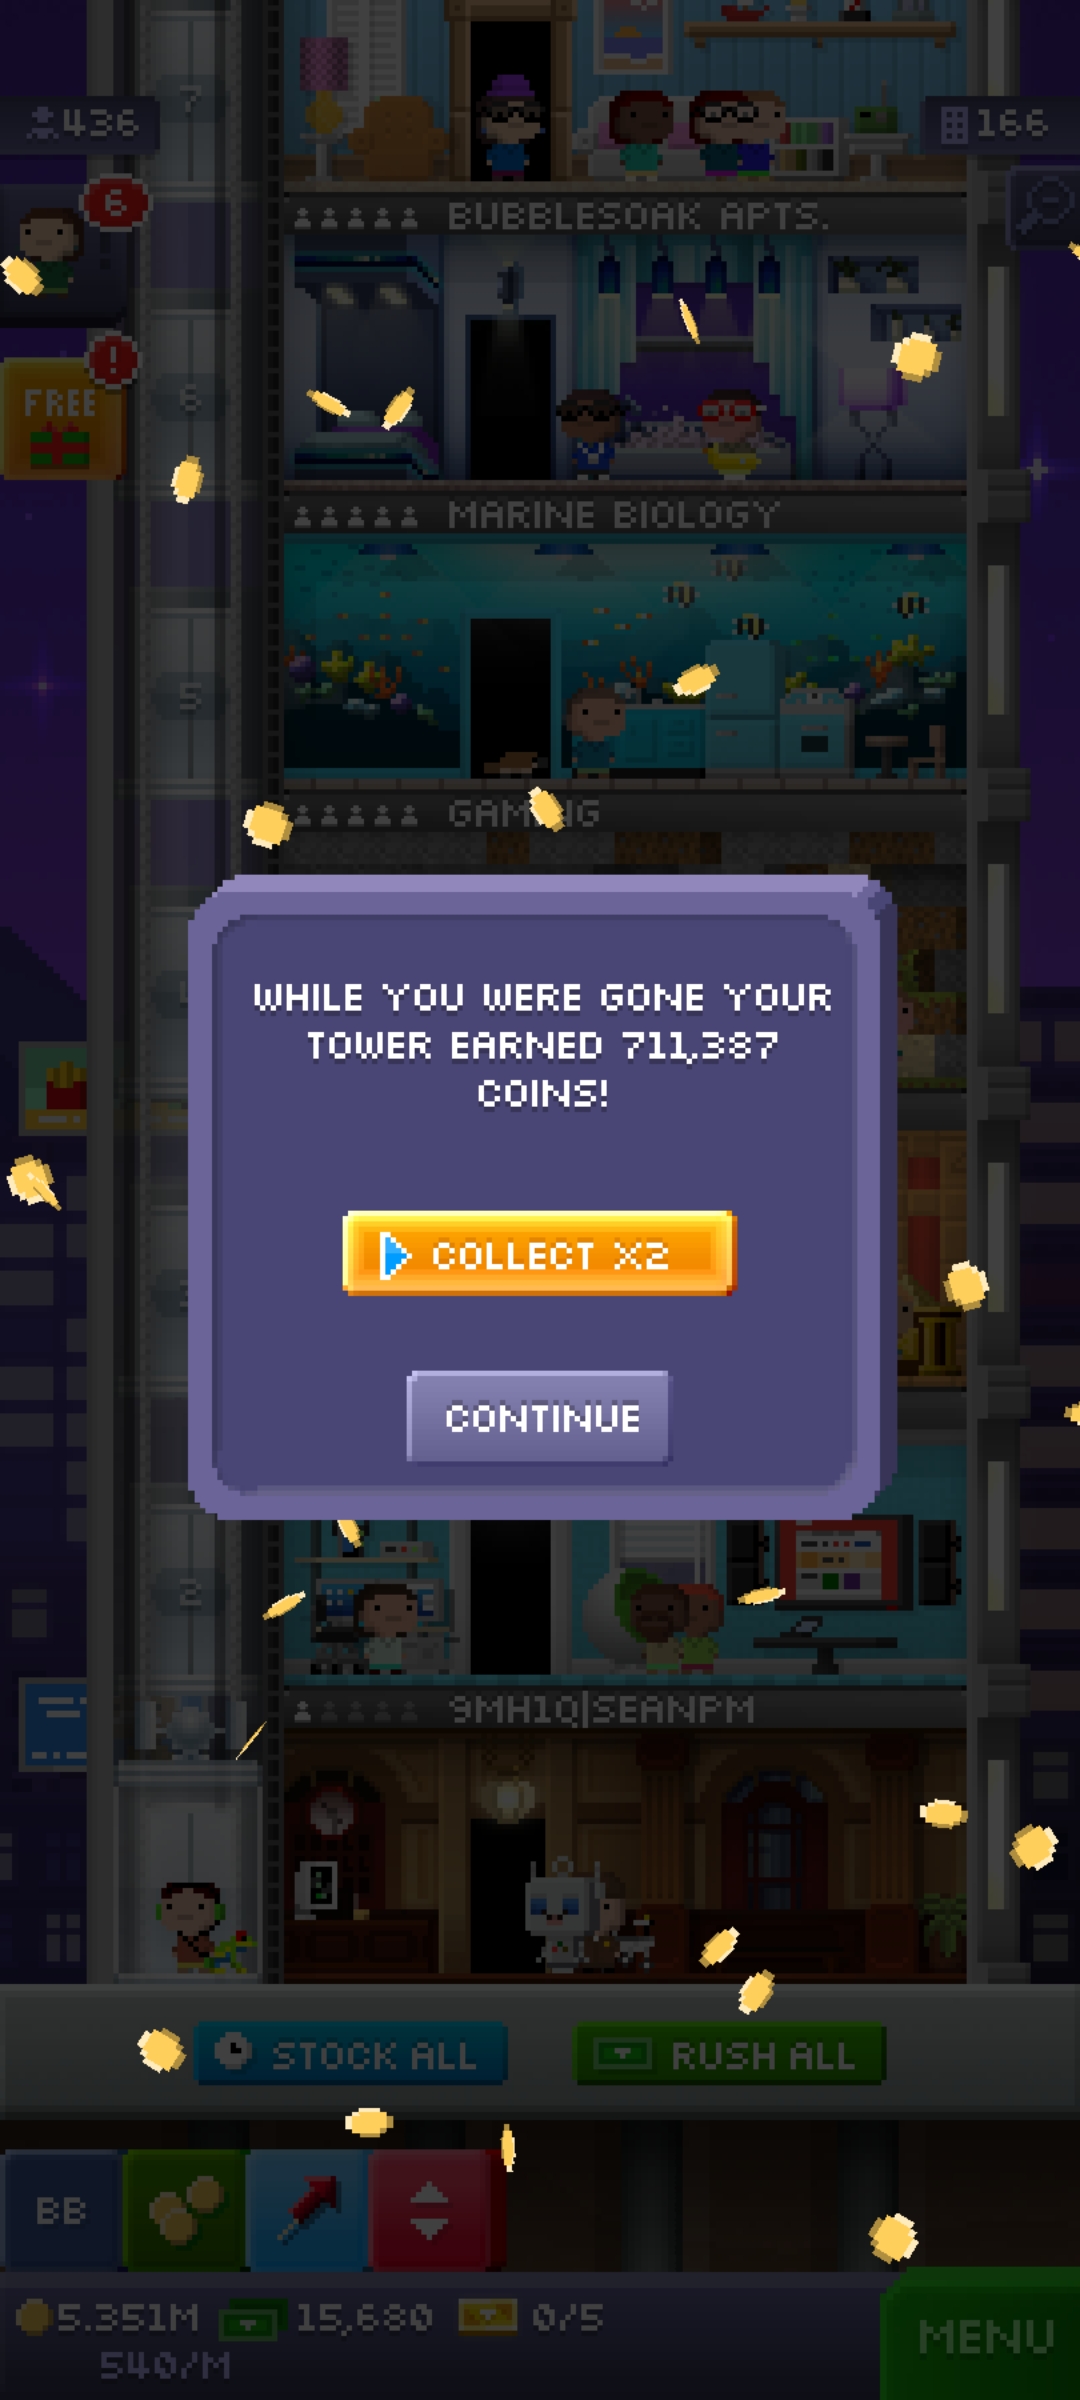 7
436
166
6
BUBBLESOAK APTS.
!
FREE
6
MARINE BIOLOGY
5
WHILE YOU WERE GONE YOUR
TOWER EARNED 711,387
COINS!
COLLECT X2
CONTINUE
2
9MH1Q|SEANPM
STOCK ALL
RUSH ALL
BB
5.351M
15,680
0/5
MENU
540/M